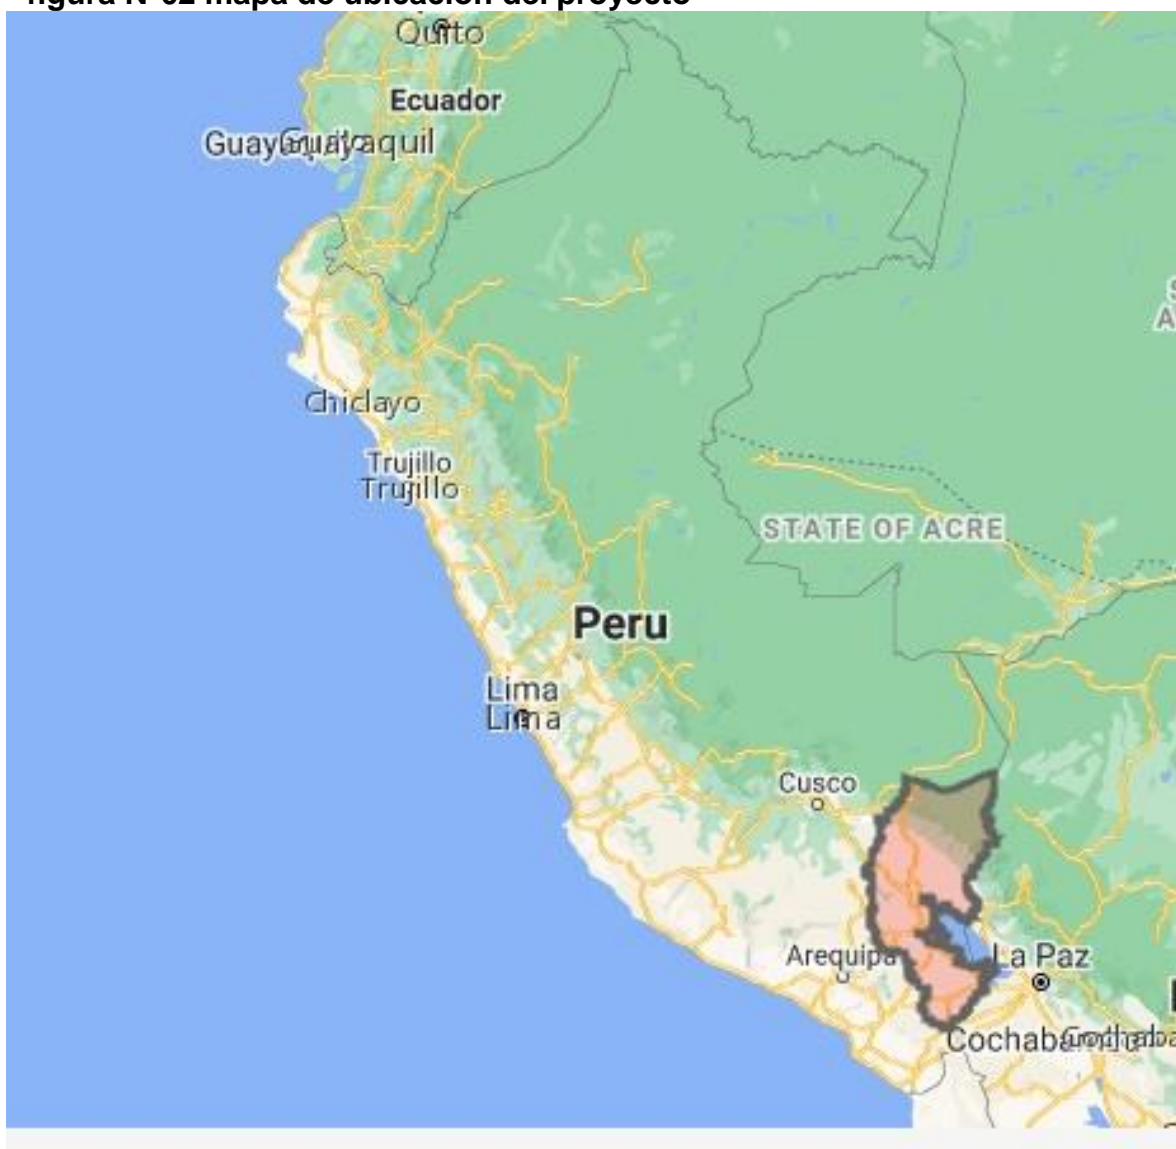 figura N°02 mapa de ubicación del proyecto
Quito
Ecuador
Guayaquil
Guayaquil
Chiclayo
Trujillo
Trujillo
STATE OF ACRE
Peru
Lima
Lima
Cusco
Arequipa
La Paz
Cochabamba